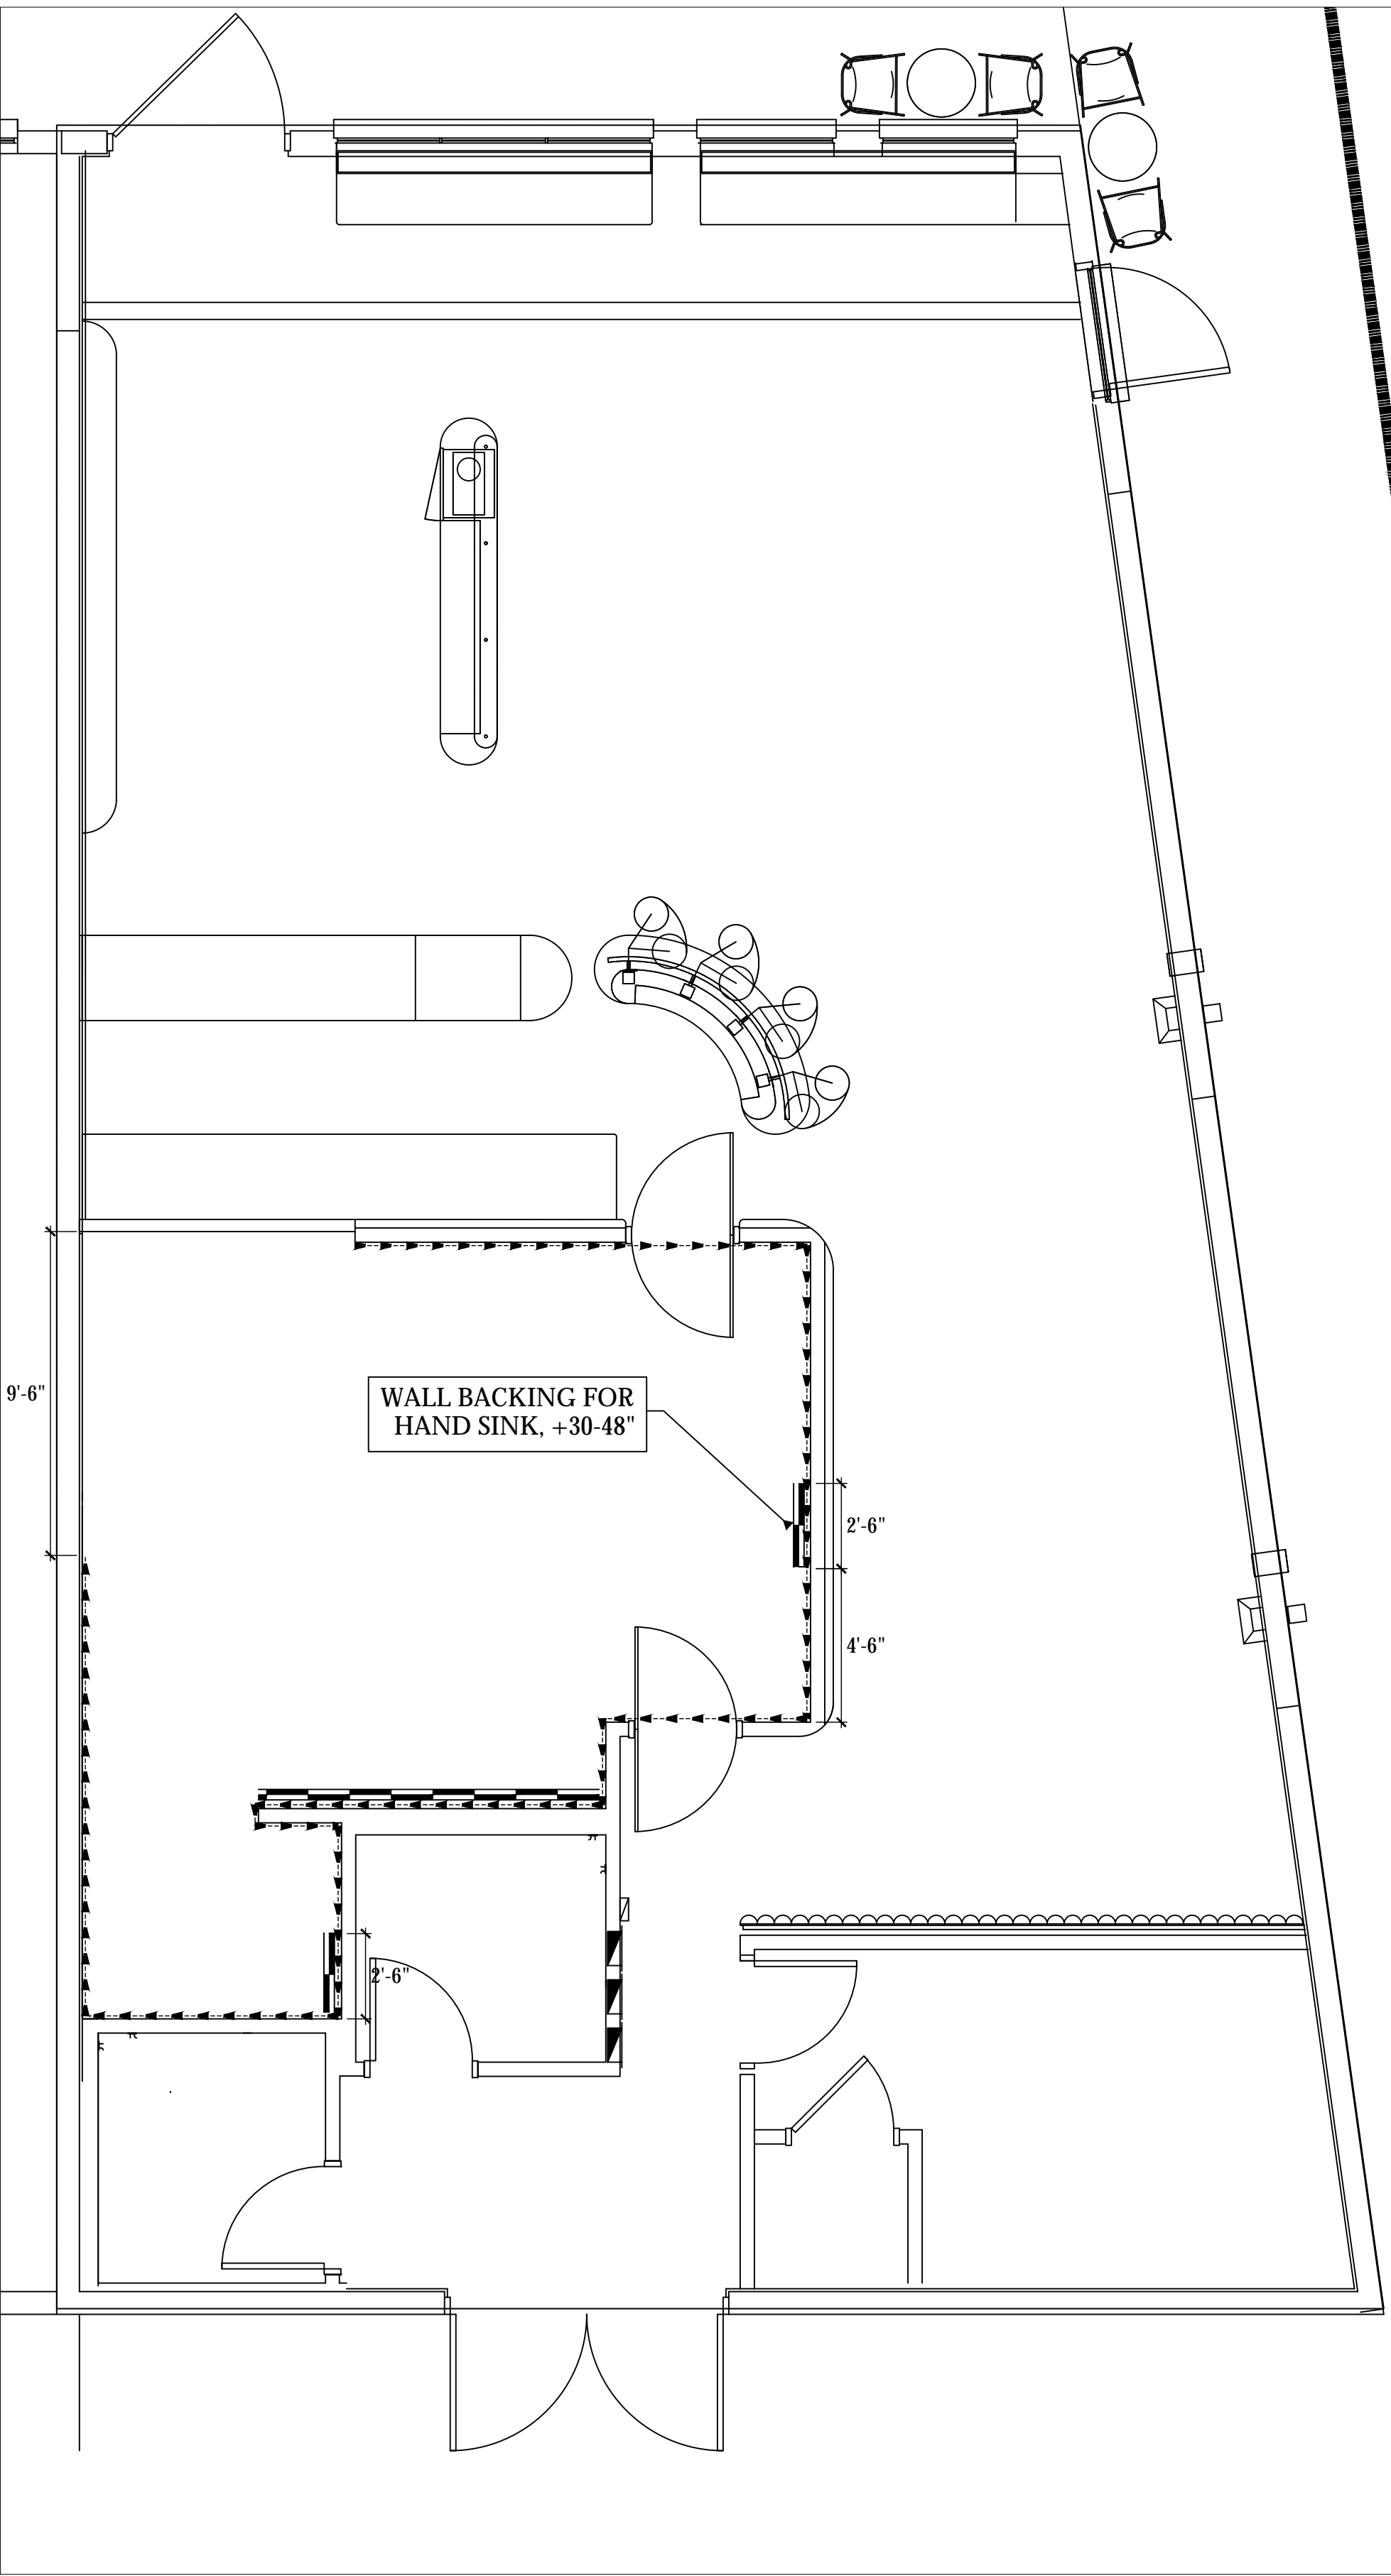 9'-6"
WALL BACKING FOR
HAND SINK, +30-48"
2'-6"
4'-6"
2'-6"